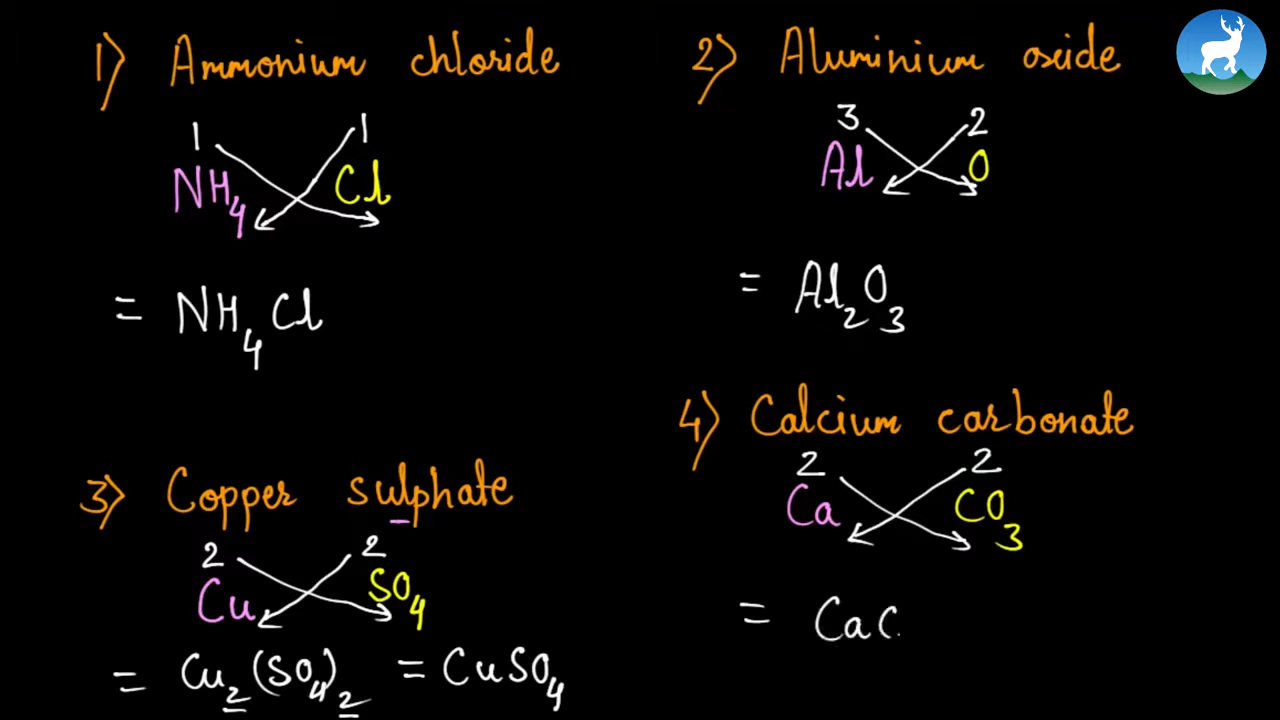 1) Ammonium chloride
1 1
NH4 Cl
= NH4Cl
2) Aluminium oxide
3 2
Al O
= Al2O3
3) Copper sulphate
2 2
Cu SO4
= Cu2(SO4)2 = CuSO4
4) Calcium carbonate
2 2
Ca CO3
= CaC